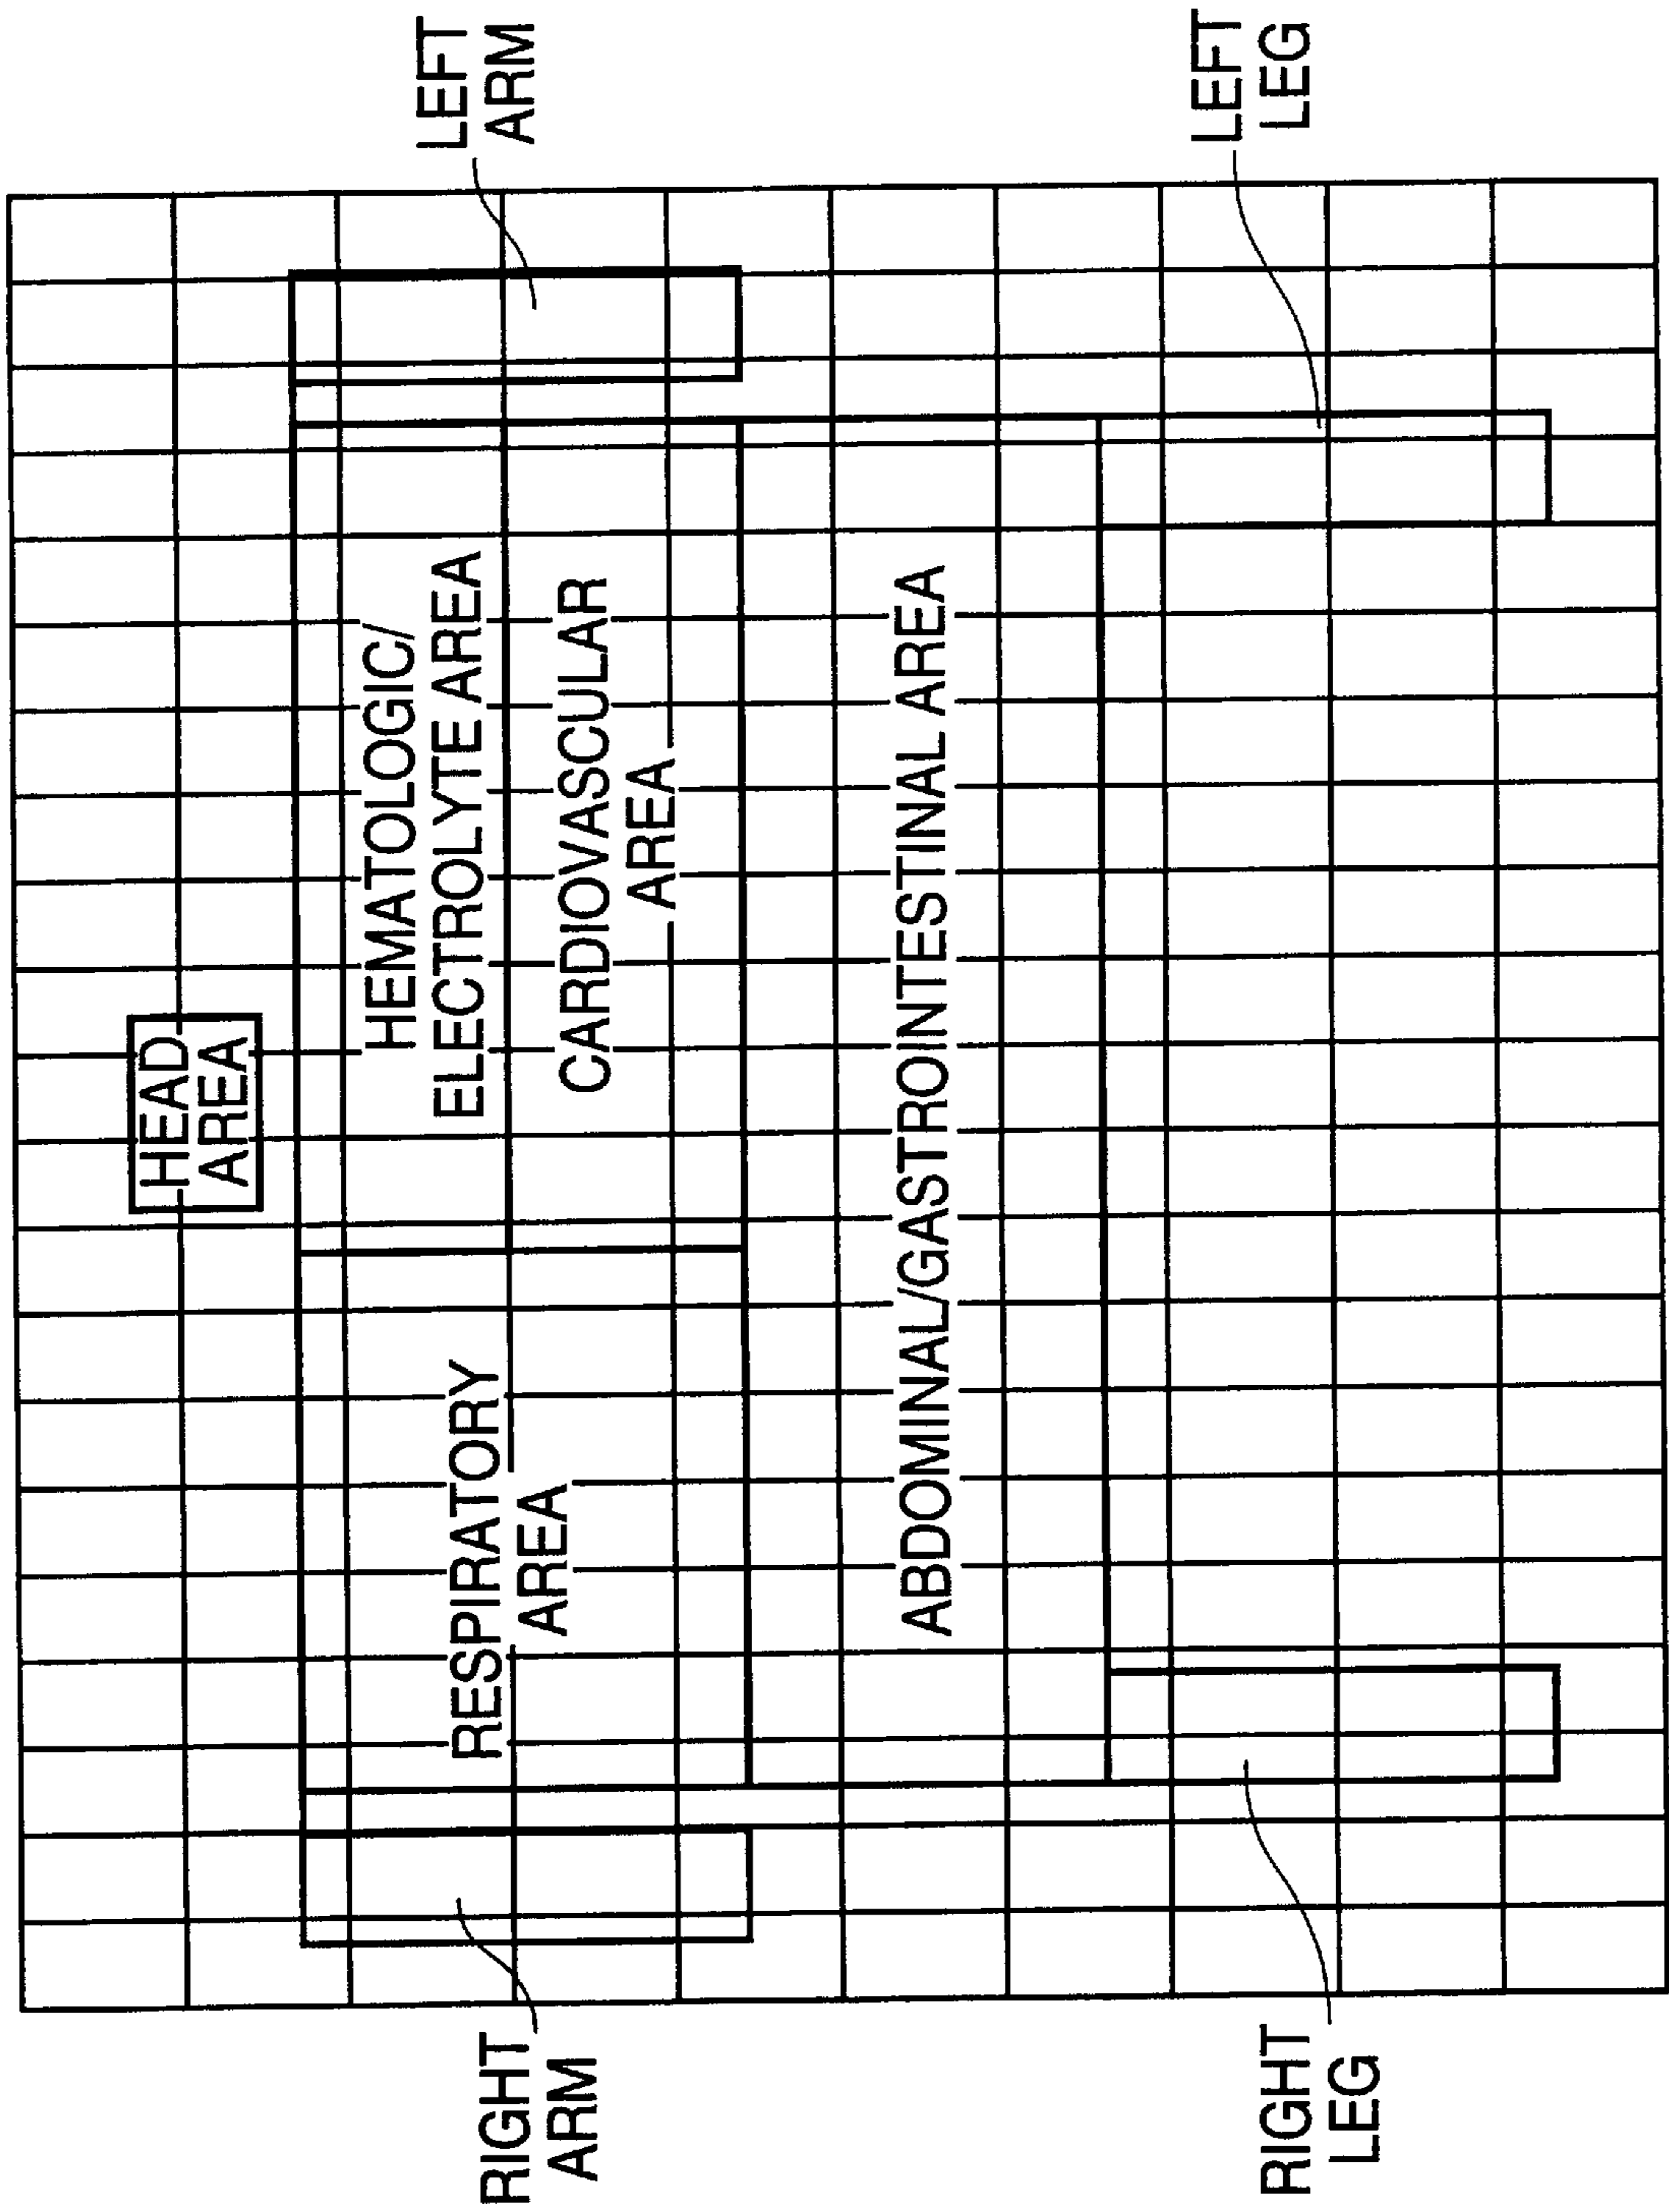 HEAD
AREA
HEMATOLOGIC/
ELECTROLYTE AREA
RESPIRATORY
AREA
CARDIOVASCULAR
AREA
ABDOMINAL/GASTROINTESTINAL AREA
RIGHT
ARM
LEFT
ARM
RIGHT
LEG
LEFT
LEG